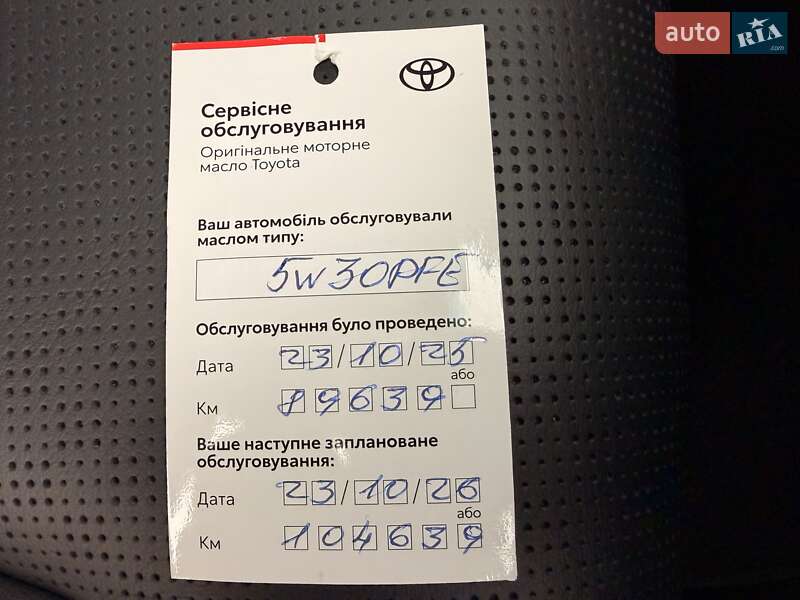 auto RIA.com
Сервісне
обслуговування
Оригінальне моторне
масло Toyota
Ваш автомобіль обслуговували
маслом типу:
5W30PFE
Обслуговування було проведено:
Дата 23/10/25
або
Км 89639
Ваше наступне заплановане
обслуговування:
Дата 23/10/26
або
Км 104639